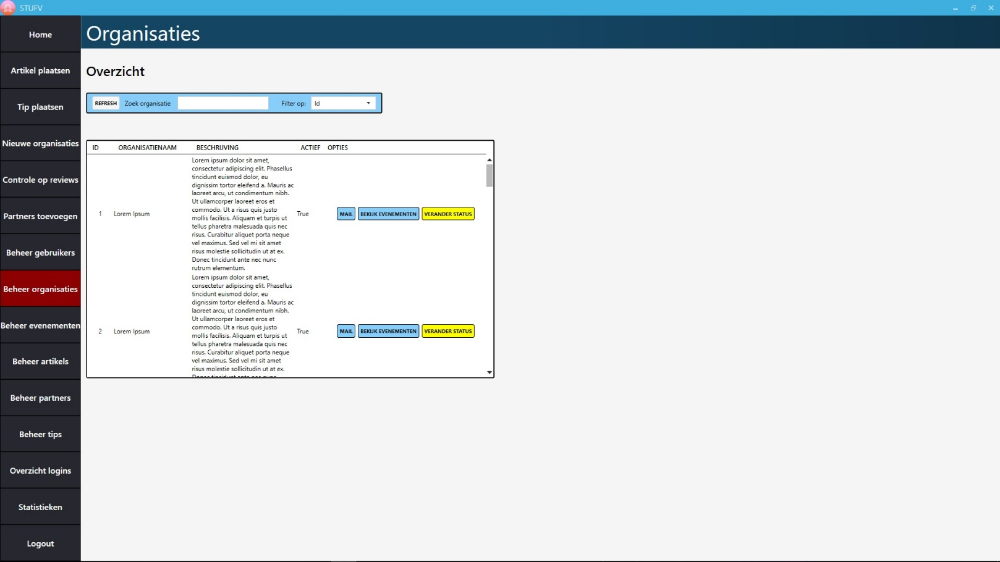 STUFV
Home
Artikel plaatsen
Tip plaatsen
Nieuwe organisaties
Controle op reviews
Partners toevoegen
Beheer gebruikers
Beheer organisaties
Beheer evenementen
Beheer artikels
Beheer partners
Beheer tips
Overzicht logins
Statistieken
Logout
Organisaties
Overzicht
REFRESH Zoek organisatie Filter op: Id
ID ORGANISATIENAAM BESCHRIJVING ACTIEF OPTIES
Lorem ipsum dolor sit amet,
consectetur adipiscing elit. Phasellus
tincidunt euismod dolor, eu
dignissim tortor eleifend a. Mauris ac
laoreet arcu, ut condimentum nibh.
Ut ullamcorper laoreet eros et
commodo. Ut a risus quis justo
1 Lorem Ipsum mollis facilisis. Aliquam et turpis ut True MAIL BEKIJK EVENEMENTEN VERANDER STATUS
tellus pharetra malesuada quis nec
risus. Curabitur aliquet porta neque
vel maximus. Sed vel mi sit amet
risus molestie sollicitudin ut at ex.
Donec tincidunt ante nec nunc
rutrum elementum.
Lorem ipsum dolor sit amet,
consectetur adipiscing elit. Phasellus
tincidunt euismod dolor, eu
dignissim tortor eleifend a. Mauris ac
laoreet arcu, ut condimentum nibh.
Ut ullamcorper laoreet eros et
commodo. Ut a risus quis justo
2 Lorem Ipsum mollis facilisis. Aliquam et turpis ut True MAIL BEKIJK EVENEMENTEN VERANDER STATUS
tellus pharetra malesuada quis nec
risus. Curabitur aliquet porta neque
vel maximus. Sed vel mi sit amet
risus molestie sollicitudin ut at ex.
Donec tincidunt ante nec nunc